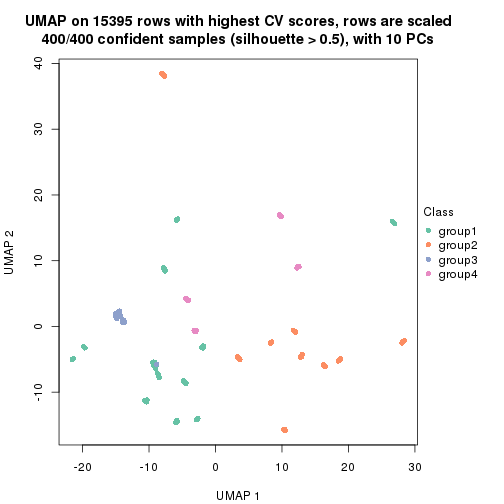 UMAP on 15395 rows with highest CV scores, rows are scaled
400/400 confident samples (silhouette > 0.5), with 10 PCs
40
30
20
10
0
-10
UMAP 2
-20
-10
0
10
20
30
UMAP 1
Class
group1
group2
group3
group4